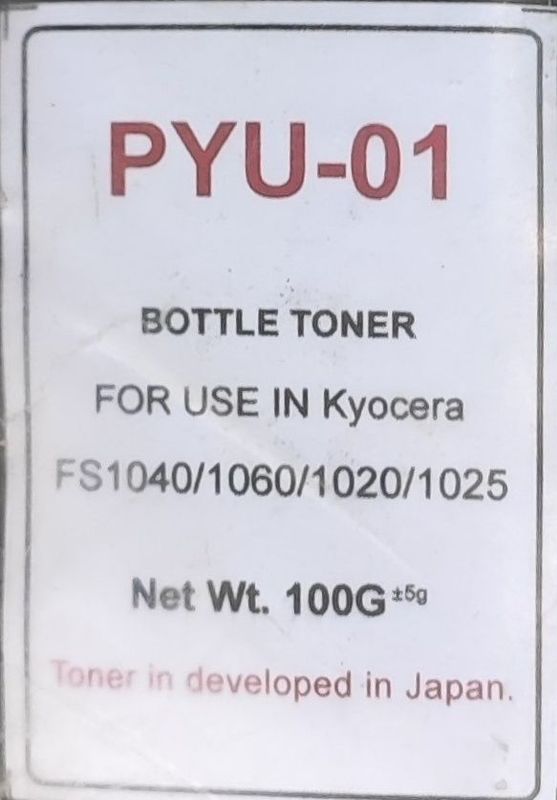 PYU-01
BOTTLE TONER
FOR USE IN Kyocera
FS1040/1060/1020/1025
Net Wt. 100G ±5g
Toner in developed in Japan.